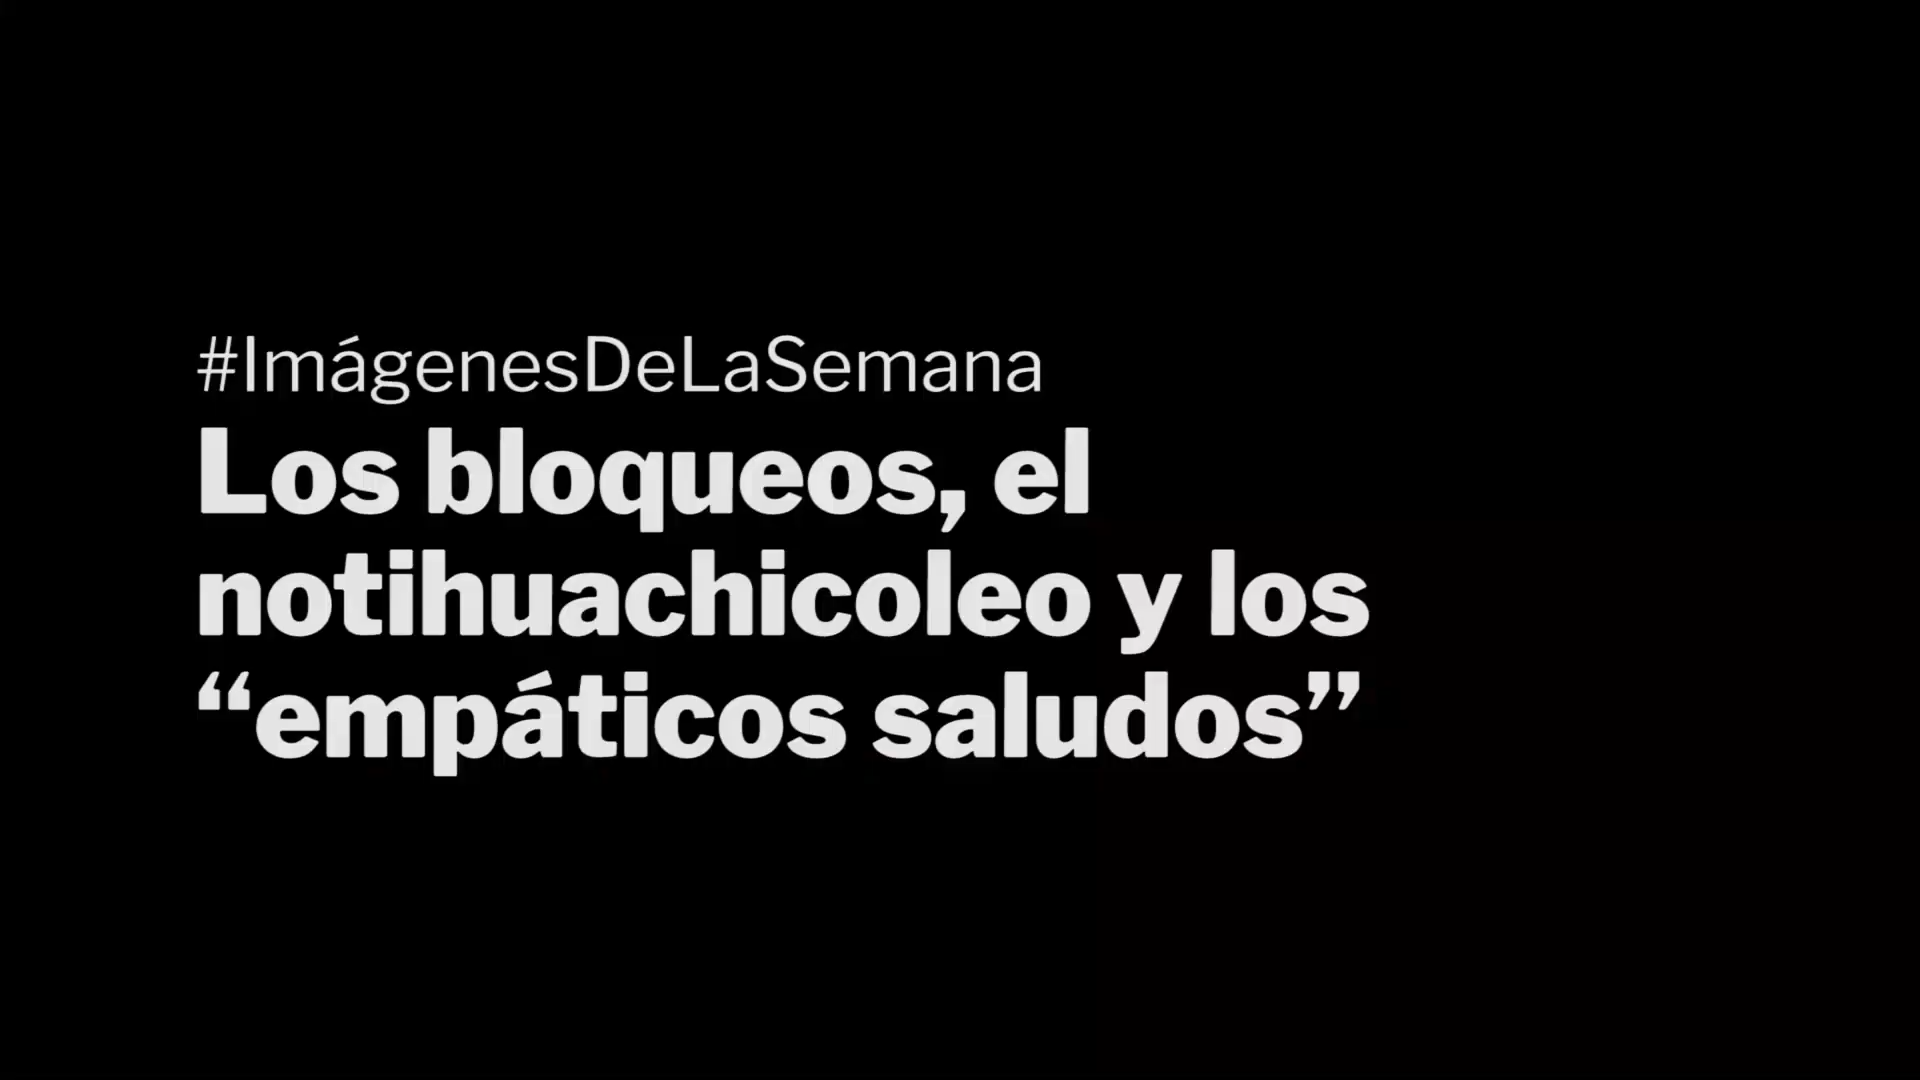 #ImágenesDeLaSemana
Los bloqueos, el
notihuachicoleo y los
“empáticos saludos”